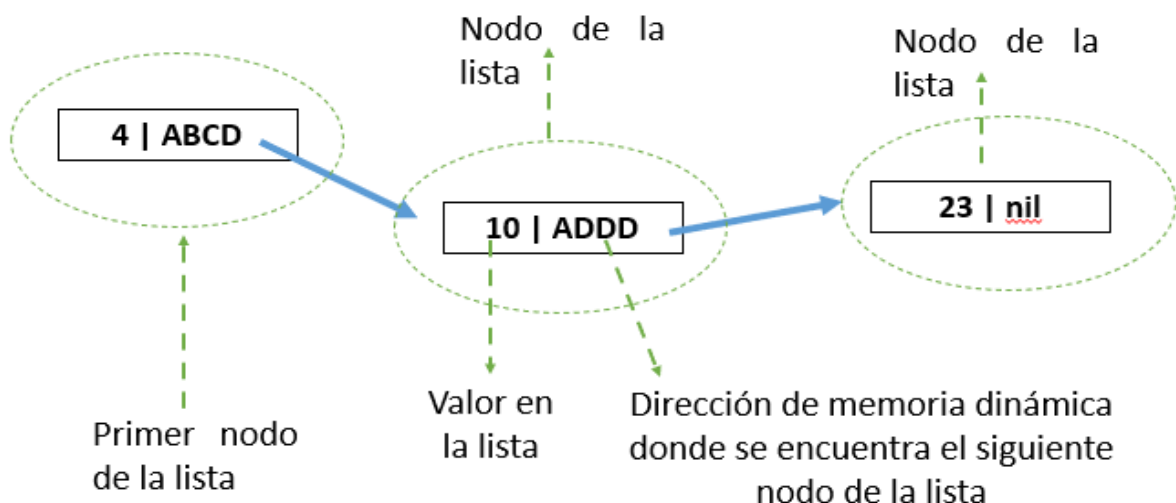 Nodo de la
lista
Nodo de la
lista
4 | ABCD
10 | ADDD
23 | nil
Primer nodo
de la lista
Valor en
la lista
Dirección de memoria dinámica
donde se encuentra el siguiente
nodo de la lista